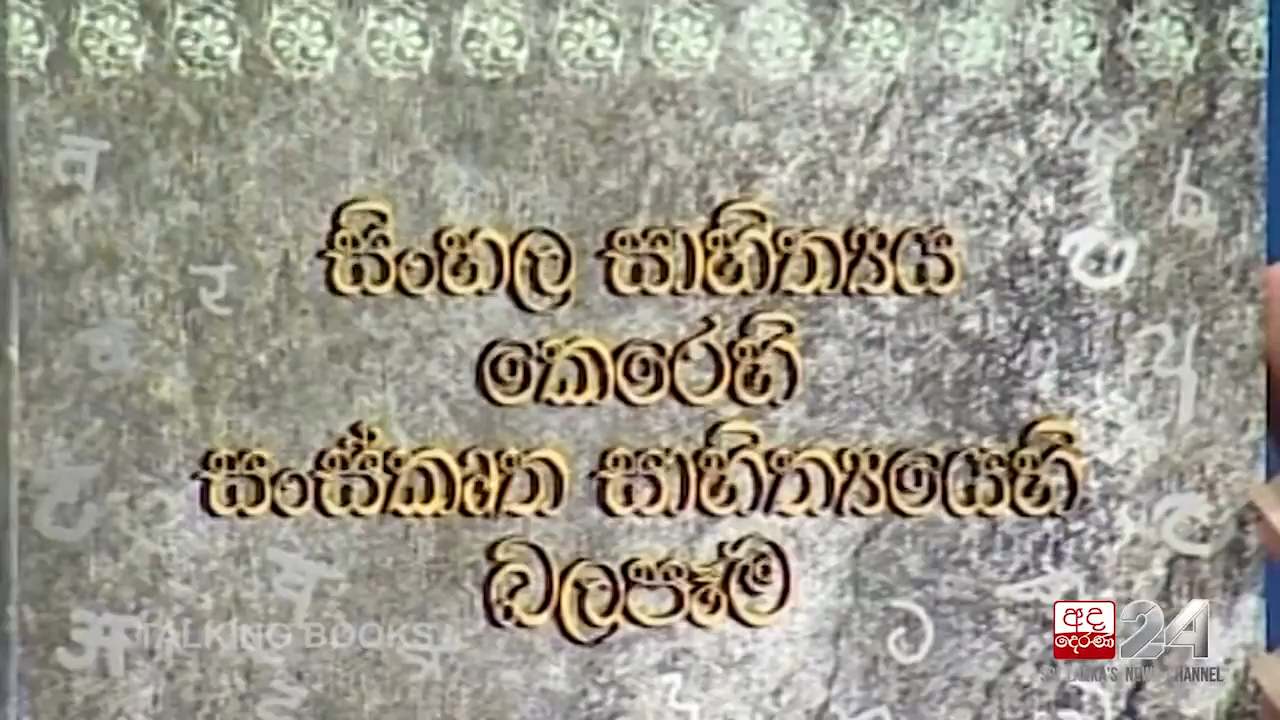 සිංහල සාහිත්‍යය
කෙරෙහි
සංස්කෘත සාහිත්‍යයෙහි
බලපෑම
TALKING BOOKS
අද
දෙරණ
24
SRI LANKA'S NEWS CHANNEL